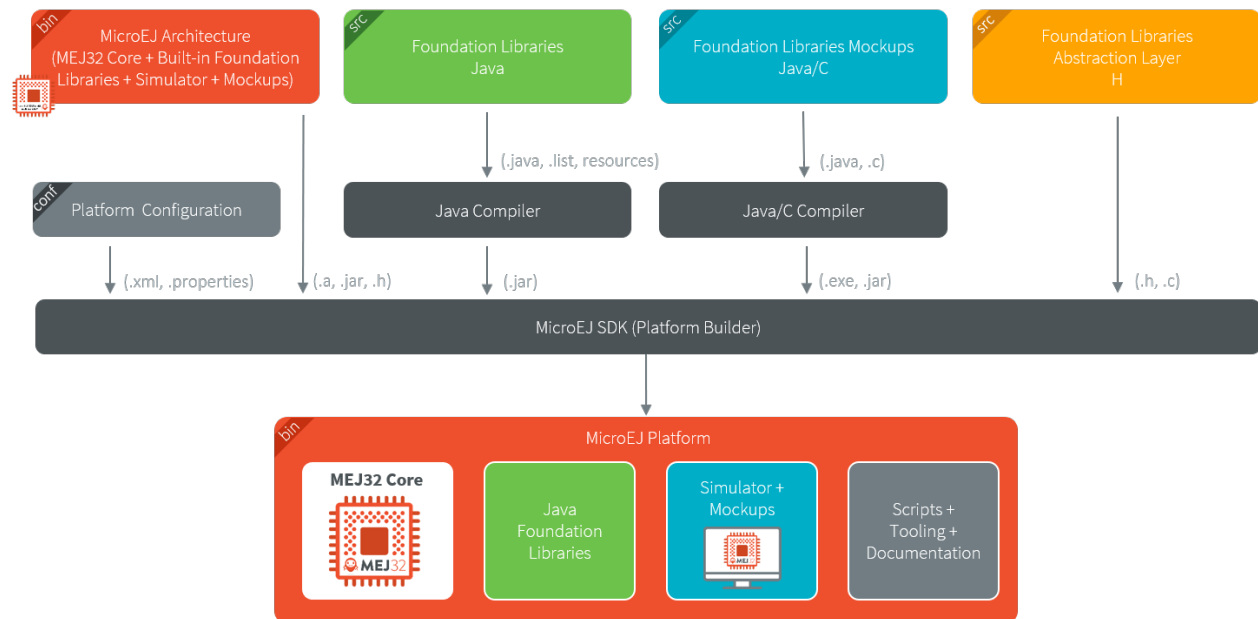 bin
MicroEJ Architecture
(MEJ32 Core + Built-in Foundation
Libraries + Simulator + Mockups)
src
Foundation Libraries
Java
src
Foundation Libraries Mockups
Java/C
src
Foundation Libraries
Abstraction Layer
H
(.java, .list, resources)
(.java, .c)
conf
Platform Configuration
Java Compiler
Java/C Compiler
(.xml, .properties)
(.a, .jar, .h)
(.jar)
(.exe, .jar)
(.h, .c)
MicroEJ SDK (Platform Builder)
bin
MicroEJ Platform
MEJ32 Core
MEJ32
Java
Foundation
Libraries
Simulator +
Mockups
Scripts +
Tooling +
Documentation